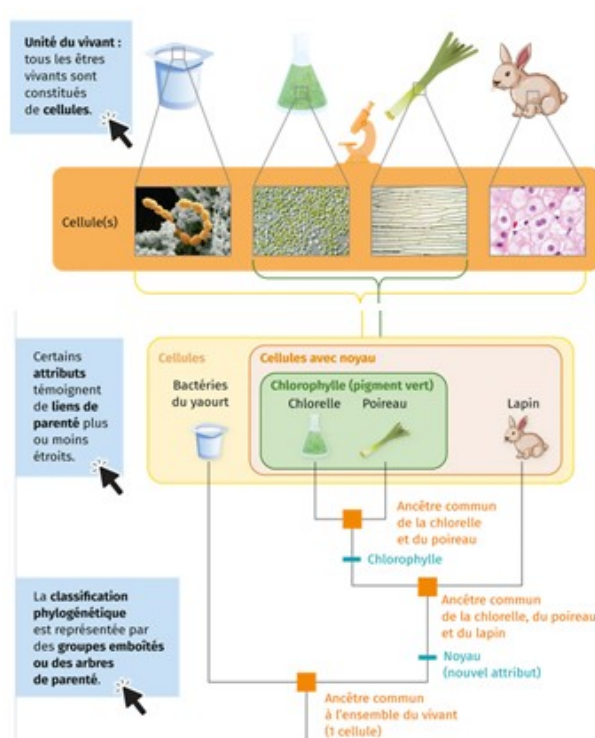 Unité du vivant :
tous les êtres
vivants sont
constitués
de cellules.
Cellule(s)
Certains
attributs
témoignent
de liens de
parenté plus
ou moins
étroits.
Cellules
Cellules avec noyau
Bactéries
du yaourt
Chlorophylle (pigment vert)
Chlorelle
Poireau
Lapin
Ancêtre commun
de la chlorelle
et du poireau
Chlorophylle
Ancêtre commun
de la chlorelle, du poireau
et du lapin
La classification
phylogénétique
est représentée par
des groupes emboîtés
ou des arbres
de parenté.
Noyau
(nouvel attribut)
Ancêtre commun
à l'ensemble du vivant
(1 cellule)